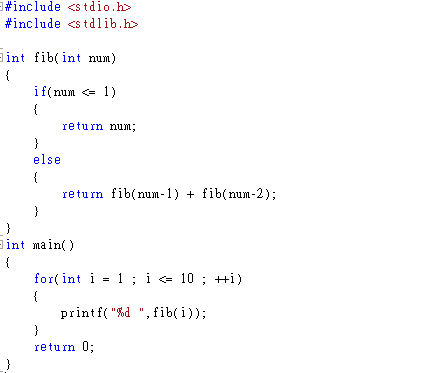 #include <stdio.h>
#include <stdlib.h>
int fib(int num)
{
if(num <= 1)
{
return num;
}
else
{
return fib(num-1) + fib(num-2);
}
}
int main()
{
for(int i = 1 ; i <= 10 ; ++i)
{
printf("%d ",fib(i));
}
return 0;
}